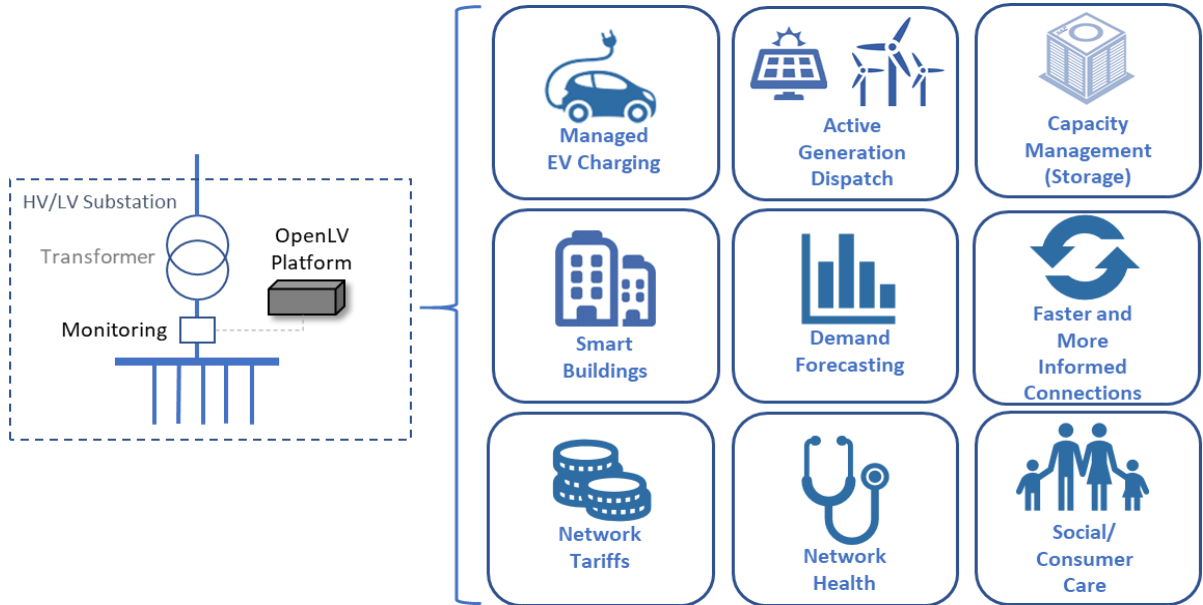 HV/LV Substation
Transformer
OpenLV
Platform
Monitoring
Managed
EV Charging
Active
Generation
Dispatch
Capacity
Management
(Storage)
Smart
Buildings
Demand
Forecasting
Faster and
More
Informed
Connections
Network
Tariffs
Network
Health
Social/
Consumer
Care